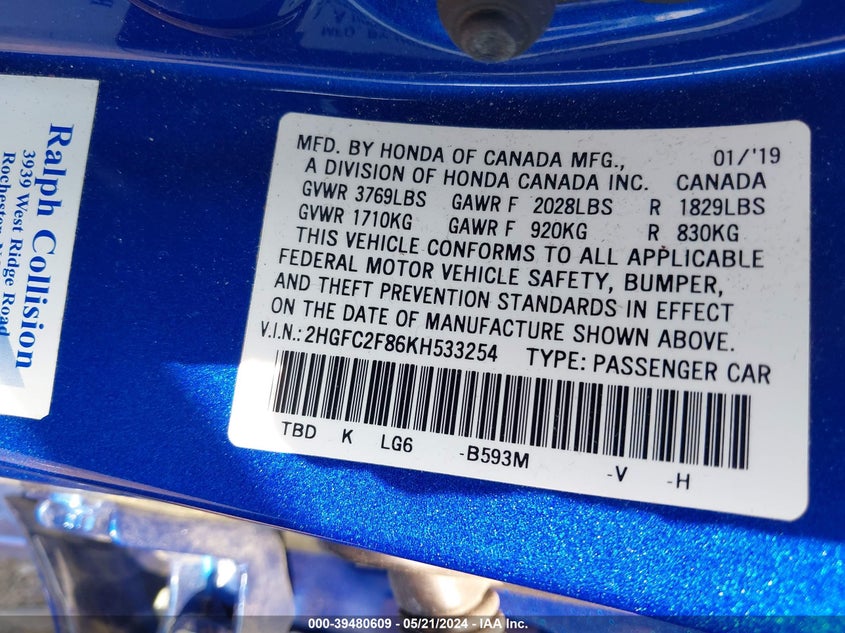 MFD. BY HONDA OF CANADA MFG., 01/'19
A DIVISION OF HONDA CANADA INC. CANADA
GVWR 3769LBS GAWR F 2028LBS R 1829LBS
GVWR 1710KG GAWR F 920KG R 830KG
THIS VEHICLE CONFORMS TO ALL APPLICABLE
FEDERAL MOTOR VEHICLE SAFETY, BUMPER,
AND THEFT PREVENTION STANDARDS IN EFFECT
ON THE DATE OF MANUFACTURE SHOWN ABOVE.
V.I.N.: 2HGFC2F86KH533254 TYPE: PASSENGER CAR
TBD K LG6 -B593M -V -H
Ralph Collision
3939 West Ridge Road
000-39480609 - 05/21/2024 - IAA Inc.